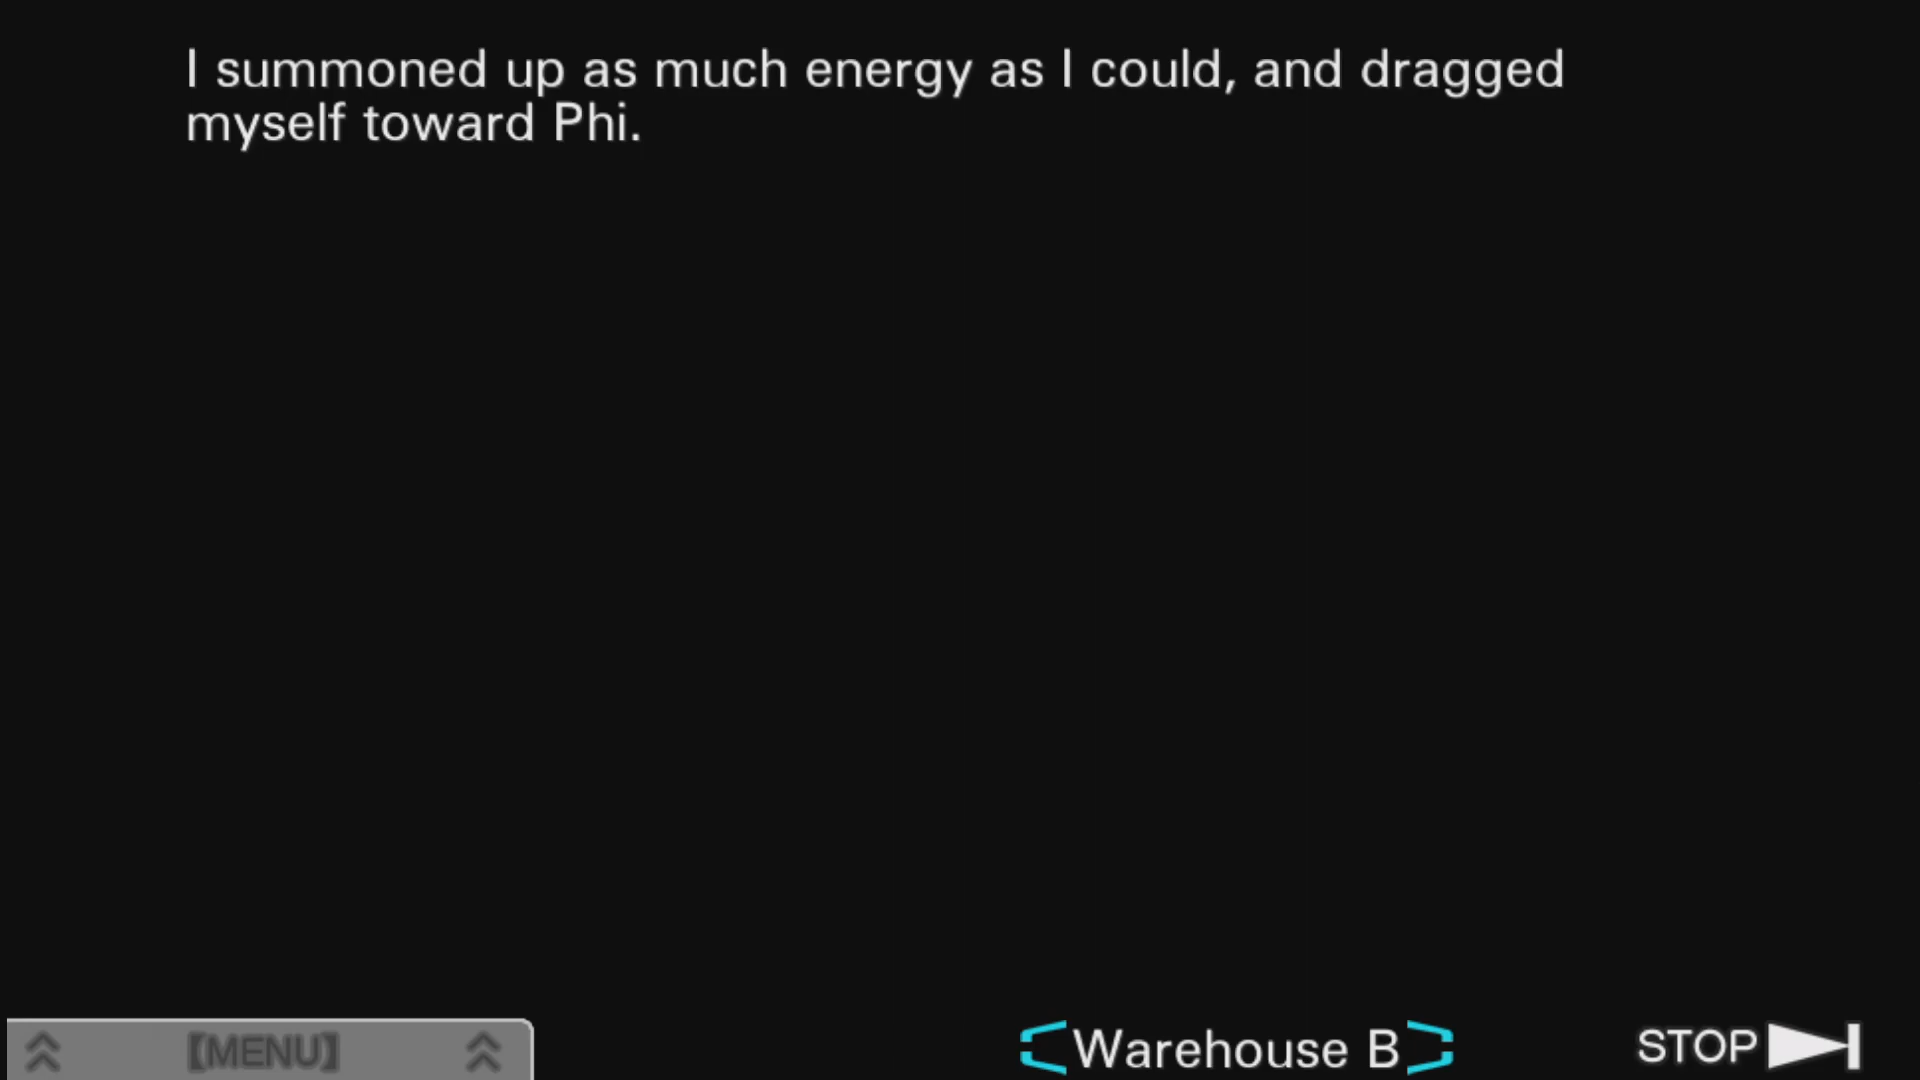 I summoned up as much energy as I could, and dragged
myself toward Phi.
【MENU】
Warehouse B
STOP